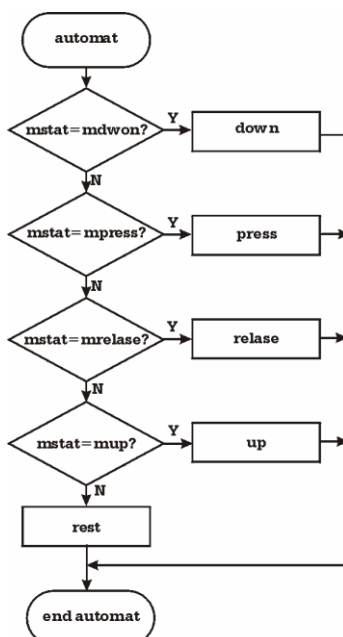 automat
mstat=mdwon?
Y
down
N
mstat=mpress?
Y
press
N
mstat=mrelase?
Y
relase
N
mstat=mup?
Y
up
N
rest
end automat